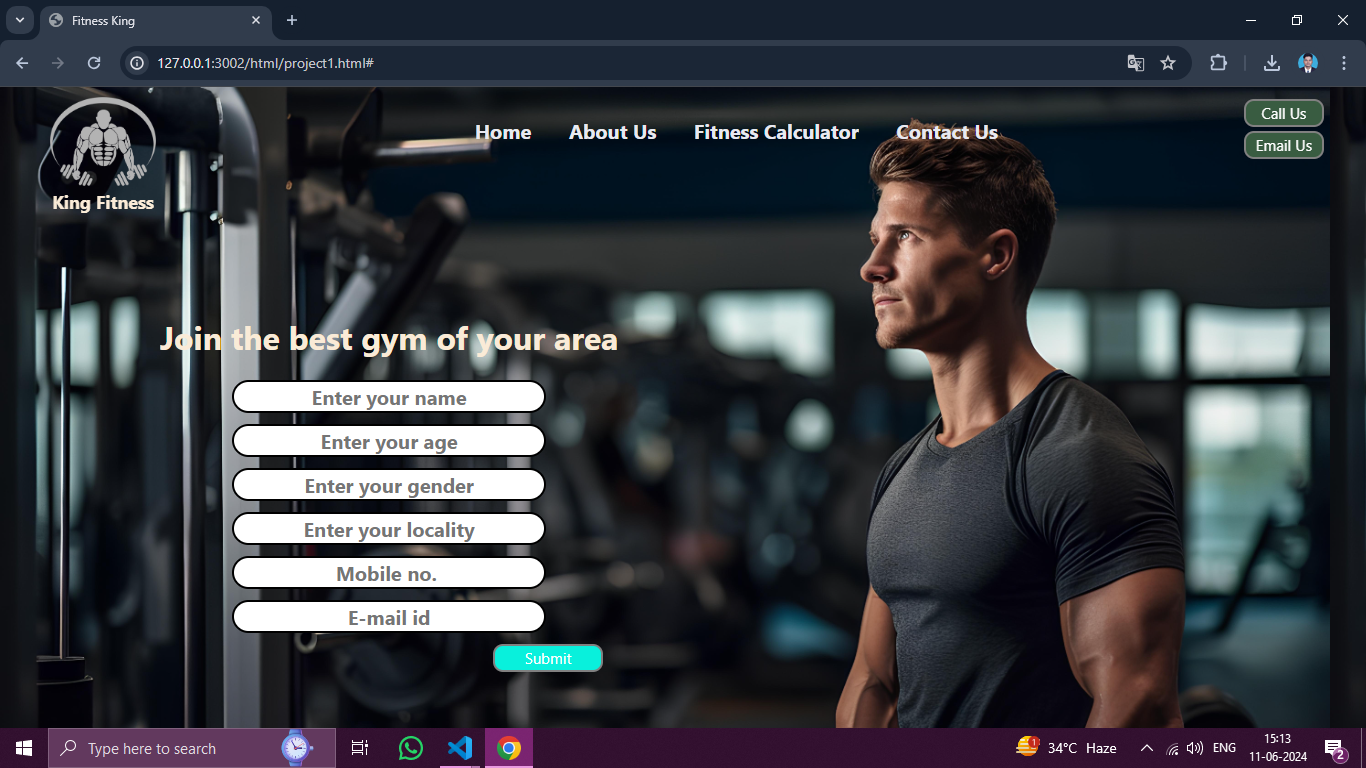 Fitness King
127.0.0.1:3002/html/project1.html#
King Fitness
Home About Us Fitness Calculator Contact Us
Call Us
Email Us
Join the best gym of your area
Enter your name
Enter your age
Enter your gender
Enter your locality
Mobile no.
E-mail id
Submit
Type here to search
1
34°C Haze
ENG
15:13
11-06-2024
2